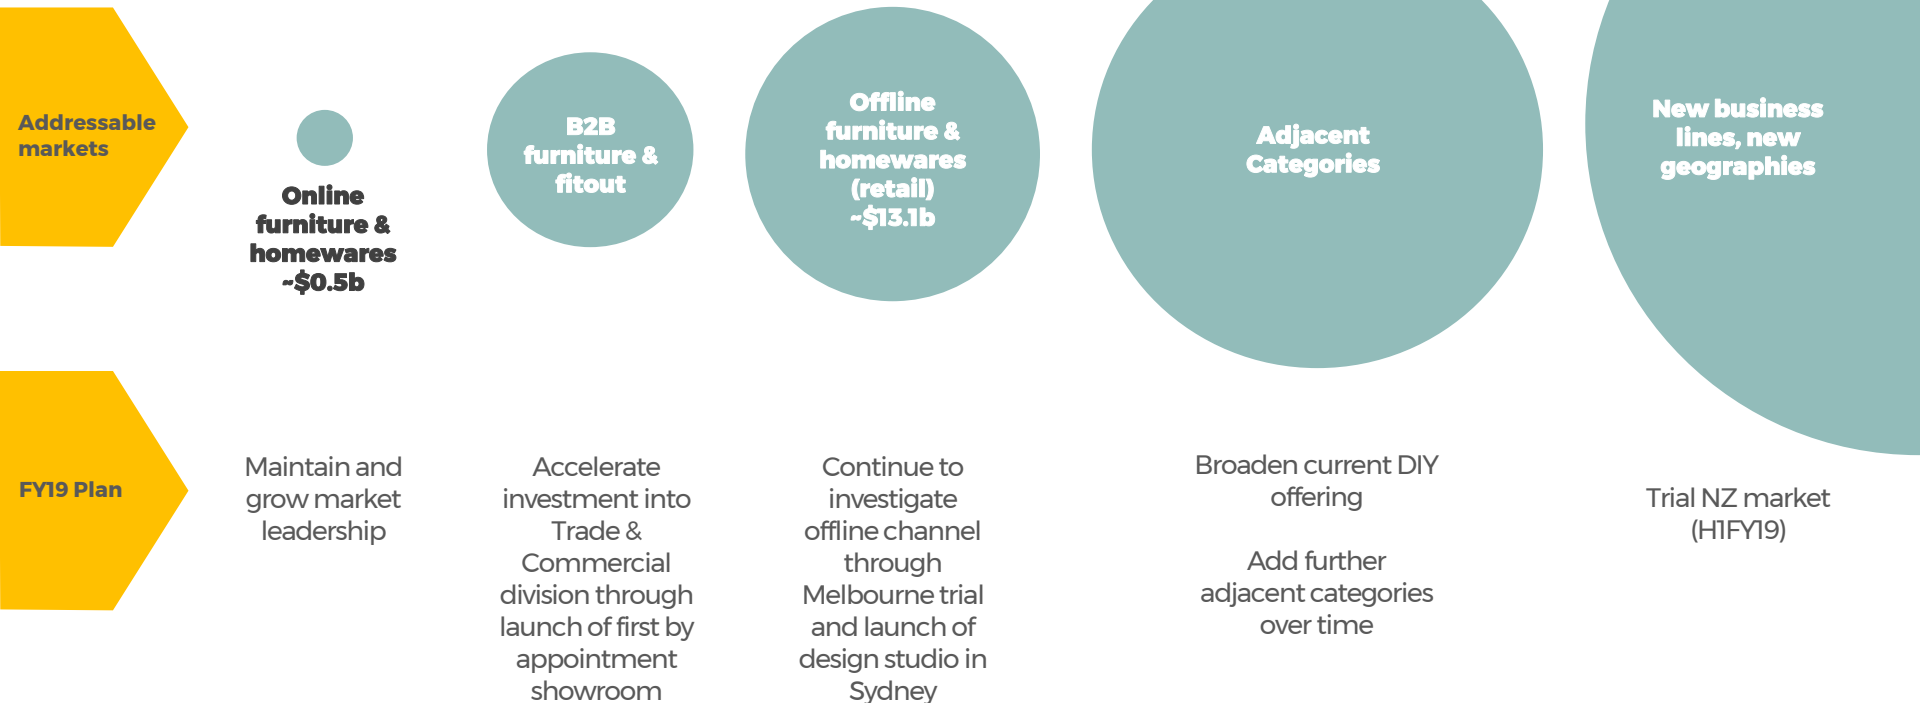 Addressable
markets
Online
furniture &
homewares
~$0.5b
B2B
furniture &
fitout
Offline
furniture &
homewares
(retail)
~$13.1b
Adjacent
Categories
New business
lines, new
geographies
FY19 Plan
Maintain and
grow market
leadership
Accelerate
investment into
Trade &
Commercial
division through
launch of first by
appointment
showroom
Continue to
investigate
offline channel
through
Melbourne trial
and launch of
design studio in
Sydney
Broaden current DIY
offering
Add further
adjacent categories
over time
Trial NZ market
(H1FY19)